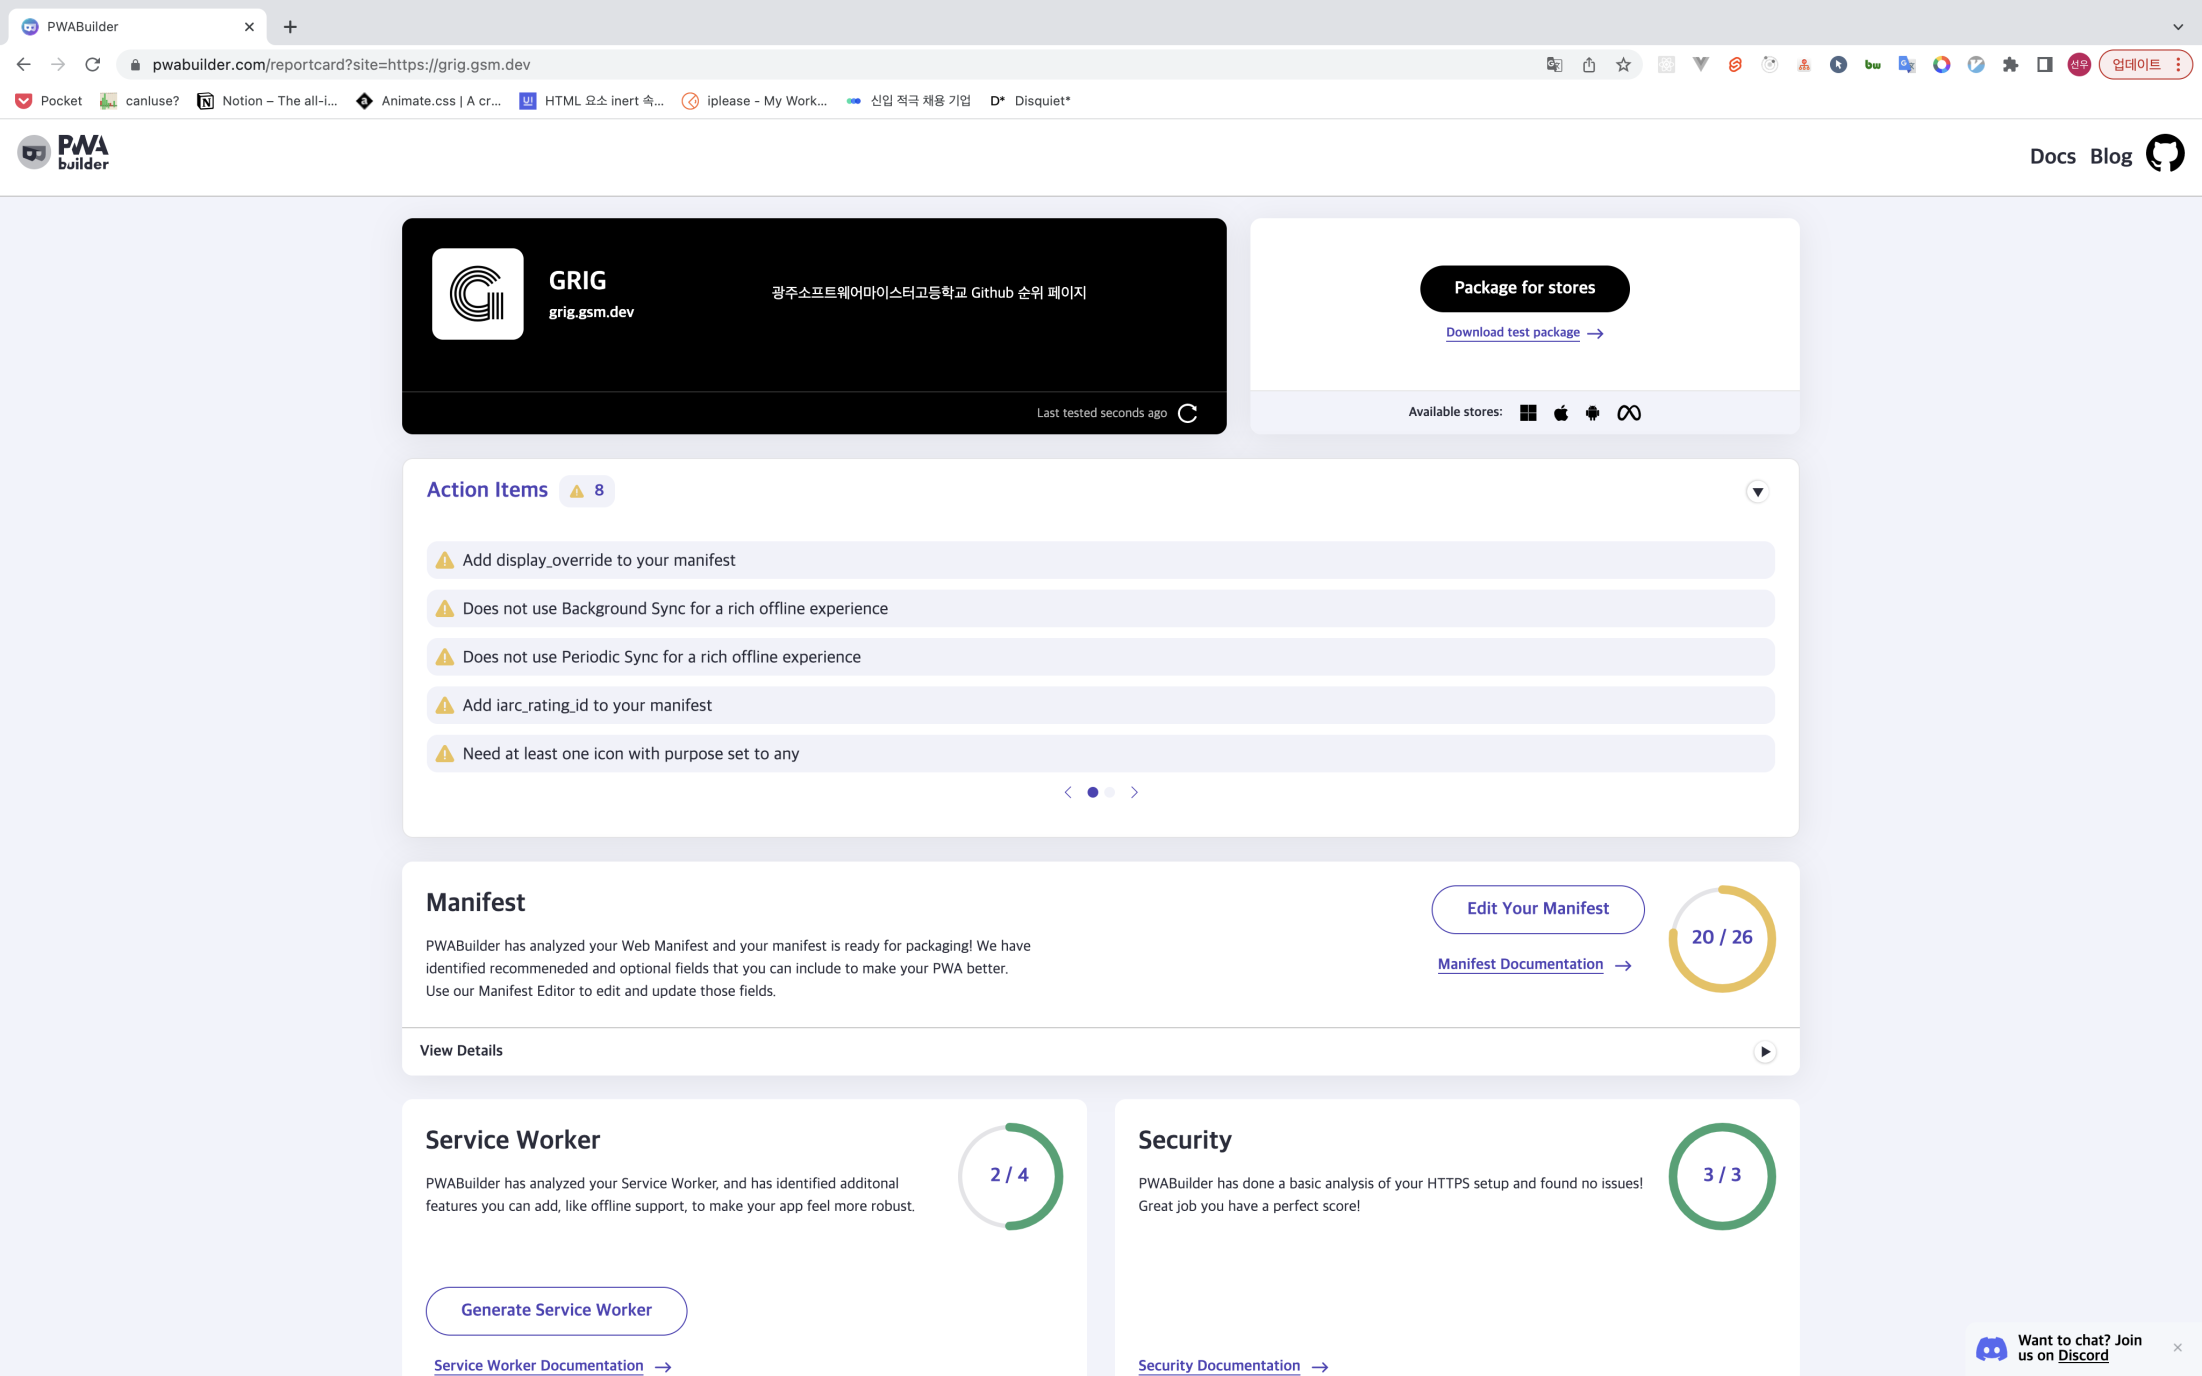 PWABuilder
pwabuilder.com/reportcard?site=https://grig.gsm.dev
bw
선우
업데이트
Pocket
canIuse?
Notion – The all-i...
Animate.css | A cr...
HTML 요소 inert 속...
iplease - My Work...
신입 적극 채용 기업
D* Disquiet*
PWA
builder
Docs
Blog
GRIG
grig.gsm.dev
광주소프트웨어마이스터고등학교 Github 순위 페이지
Last tested seconds ago
Package for stores
Download test package
Available stores:
Action Items
8
Add display_override to your manifest
Does not use Background Sync for a rich offline experience
Does not use Periodic Sync for a rich offline experience
Add iarc_rating_id to your manifest
Need at least one icon with purpose set to any
Manifest
PWABuilder has analyzed your Web Manifest and your manifest is ready for packaging! We have
identified recommeneded and optional fields that you can include to make your PWA better.
Use our Manifest Editor to edit and update those fields.
Edit Your Manifest
Manifest Documentation
20 / 26
View Details
Service Worker
PWABuilder has analyzed your Service Worker, and has identified additonal
features you can add, like offline support, to make your app feel more robust.
2 / 4
Generate Service Worker
Service Worker Documentation
Security
PWABuilder has done a basic analysis of your HTTPS setup and found no issues!
Great job you have a perfect score!
3 / 3
Security Documentation
Want to chat? Join
us on Discord